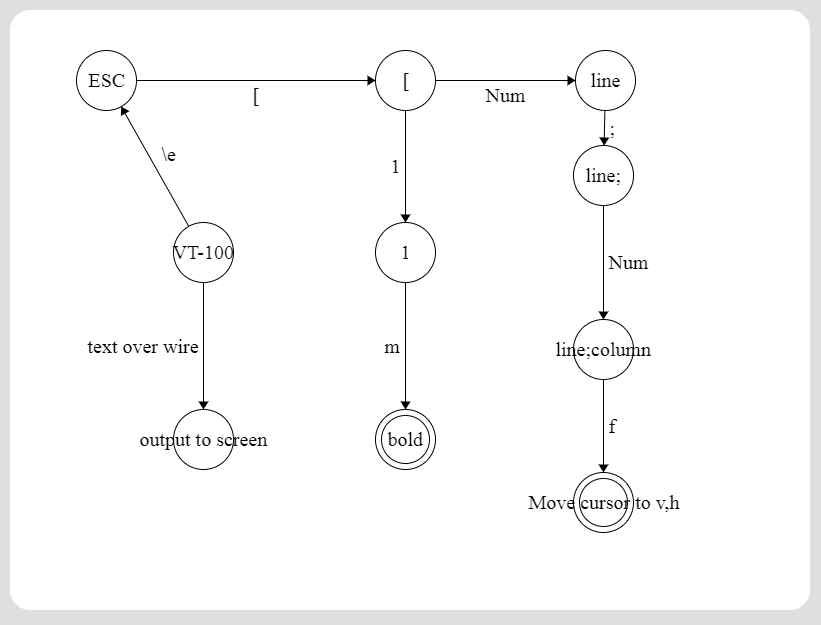 ESC
[
[
Num
line
;
\e
1
line;
VT-100
1
Num
text over wire
m
line;column
output to screen
bold
f
Move cursor to v,h